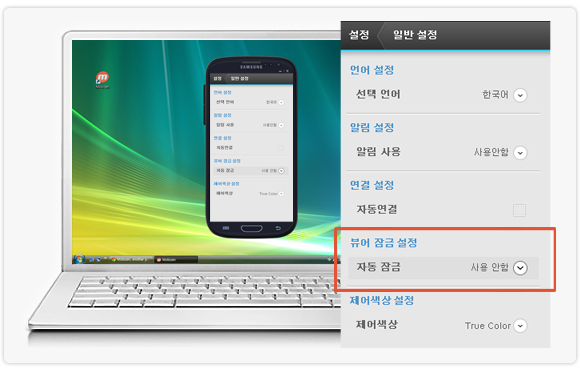 설정 일반 설정
언어 설정
선택 언어 한국어
알림 설정
알림 사용 사용안함
연결 설정
자동연결
뷰어 잠금 설정
자동 잠금 사용 안함
제어색상 설정
제어색상 True Color
SAMSUNG
설정 일반 설정
언어 설정
선택 언어 한국어
알림 설정
알림 사용 사용안함
연결 설정
자동연결
뷰어 잠금 설정
자동 잠금 사용 안함
제어색상 설정
제어색상 True Color